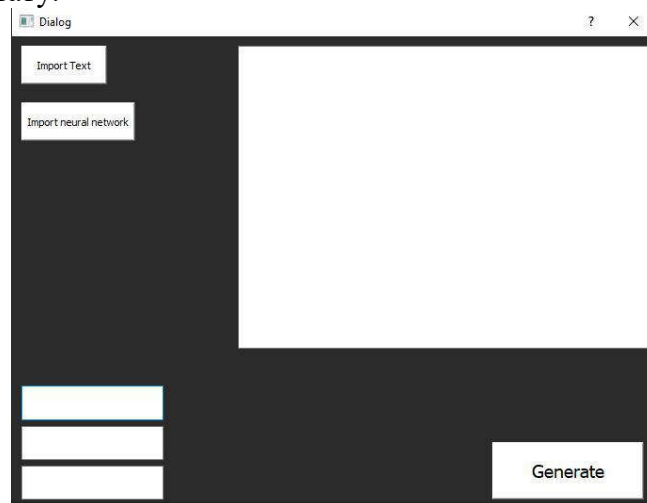 Dialog ? ×
Import Text
Import neural network
Generate